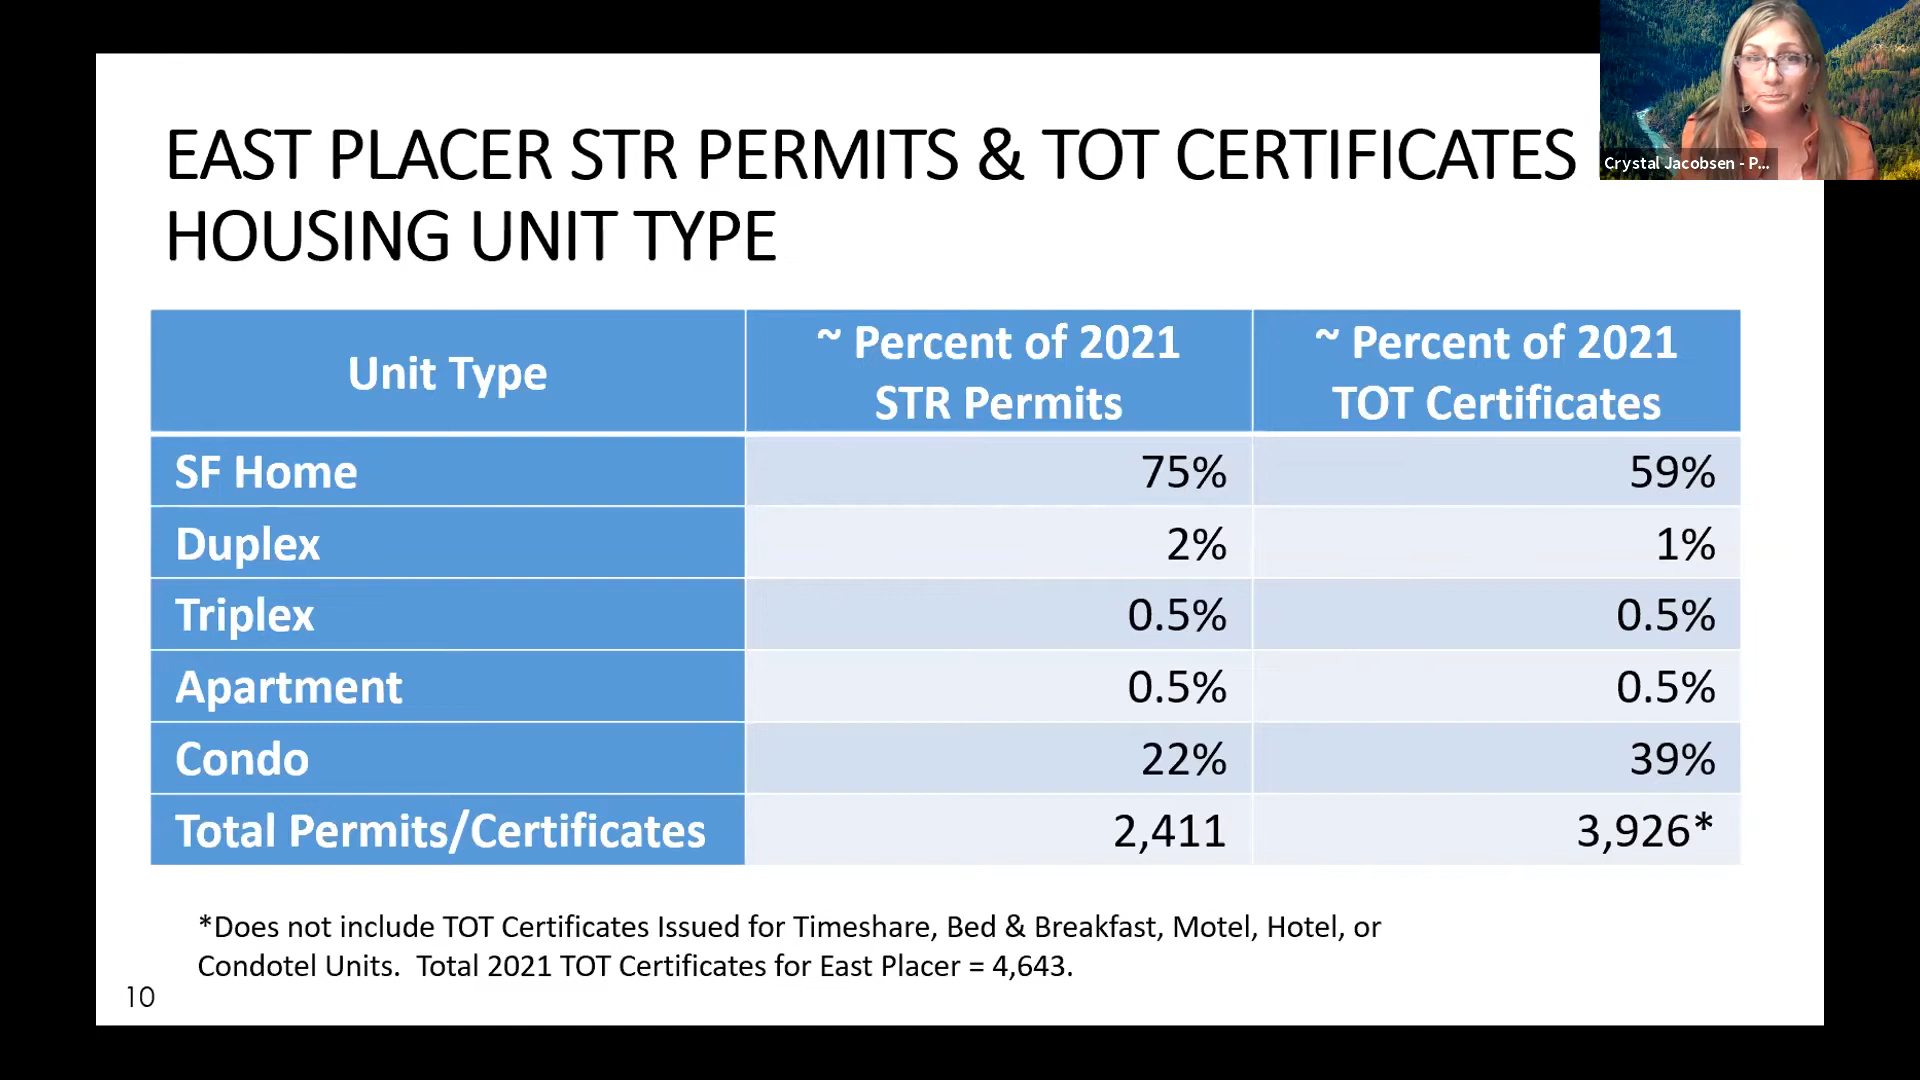 EAST PLACER STR PERMITS & TOT CERTIFICATES
HOUSING UNIT TYPE
Crystal Jacobsen - P...
Unit Type
~ Percent of 2021
STR Permits
~ Percent of 2021
TOT Certificates
SF Home 75% 59%
Duplex 2% 1%
Triplex 0.5% 0.5%
Apartment 0.5% 0.5%
Condo 22% 39%
Total Permits/Certificates 2,411 3,926*
*Does not include TOT Certificates Issued for Timeshare, Bed & Breakfast, Motel, Hotel, or
Condotel Units.  Total 2021 TOT Certificates for East Placer = 4,643.
10